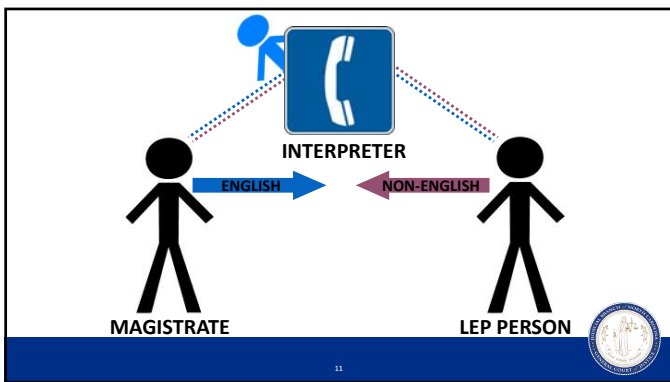 INTERPRETER
ENGLISH
NON-ENGLISH
MAGISTRATE
LEP PERSON
11